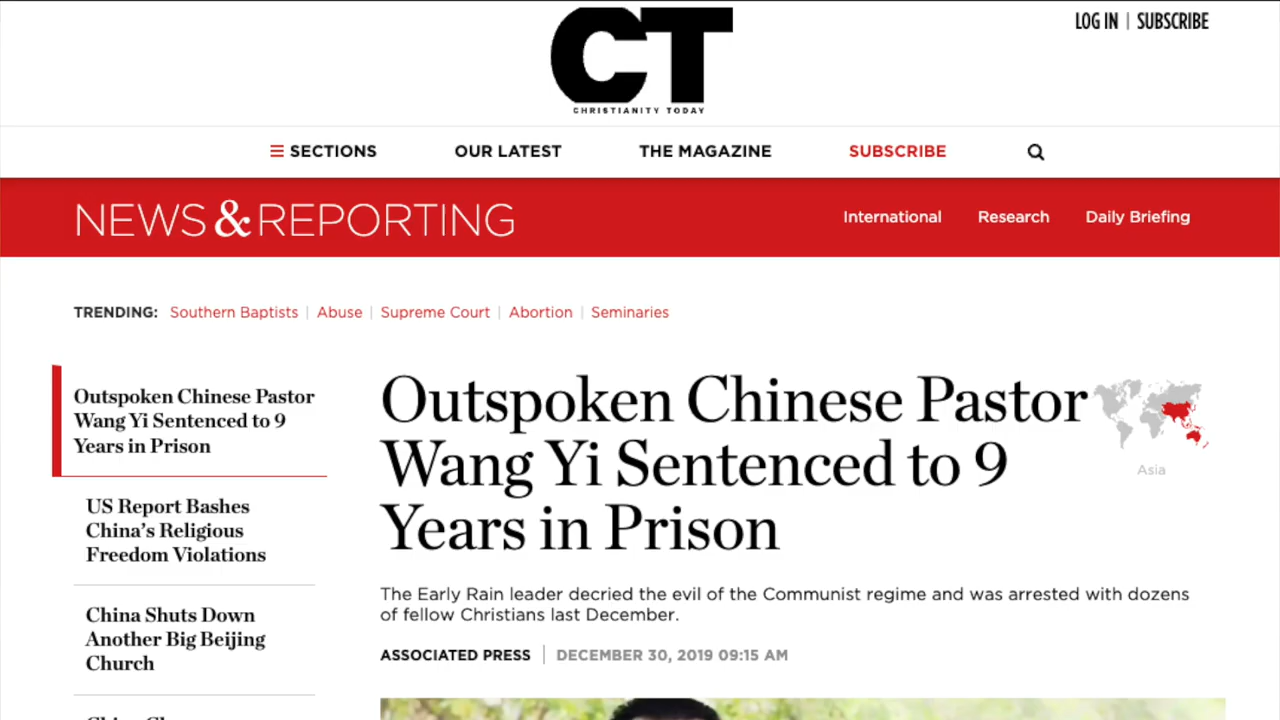 CT
CHRISTIANITY TODAY
LOG IN | SUBSCRIBE
SECTIONS OUR LATEST THE MAGAZINE SUBSCRIBE
NEWS & REPORTING
International Research Daily Briefing
TRENDING: Southern Baptists | Abuse | Supreme Court | Abortion | Seminaries
Outspoken Chinese Pastor
Wang Yi Sentenced to 9
Years in Prison
US Report Bashes
China's Religious
Freedom Violations
China Shuts Down
Another Big Beijing
Church
Outspoken Chinese Pastor
Wang Yi Sentenced to 9
Years in Prison
Asia
The Early Rain leader decried the evil of the Communist regime and was arrested with dozens
of fellow Christians last December.
ASSOCIATED PRESS | DECEMBER 30, 2019 09:15 AM